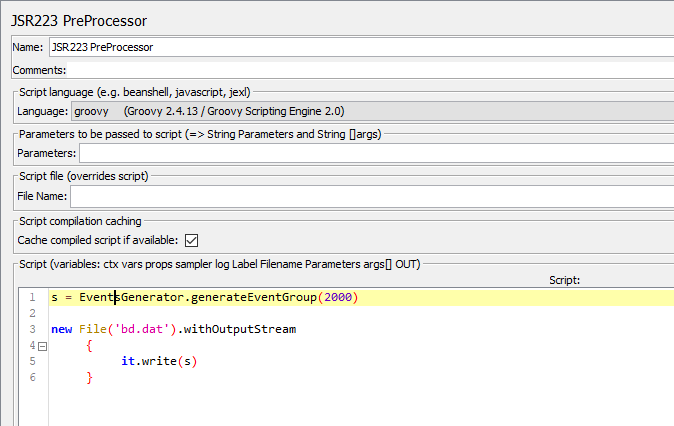 JSR223 PreProcessor
Name: JSR223 PreProcessor
Comments:
Script language (e.g. beanshell, javascript, jexl)
Language: groovy (Groovy 2.4.13 / Groovy Scripting Engine 2.0)
Parameters to be passed to script (=> String Parameters and String []args)
Parameters:
Script file (overrides script)
File Name:
Script compilation caching
Cache compiled script if available:
Script (variables: ctx vars props sampler log Label Filename Parameters args[] OUT)
Script:
1 s = EventsGenerator.generateEventGroup(2000)
2
3 new File('bd.dat').withOutputStream
4 {
5 it.write(s)
6 }